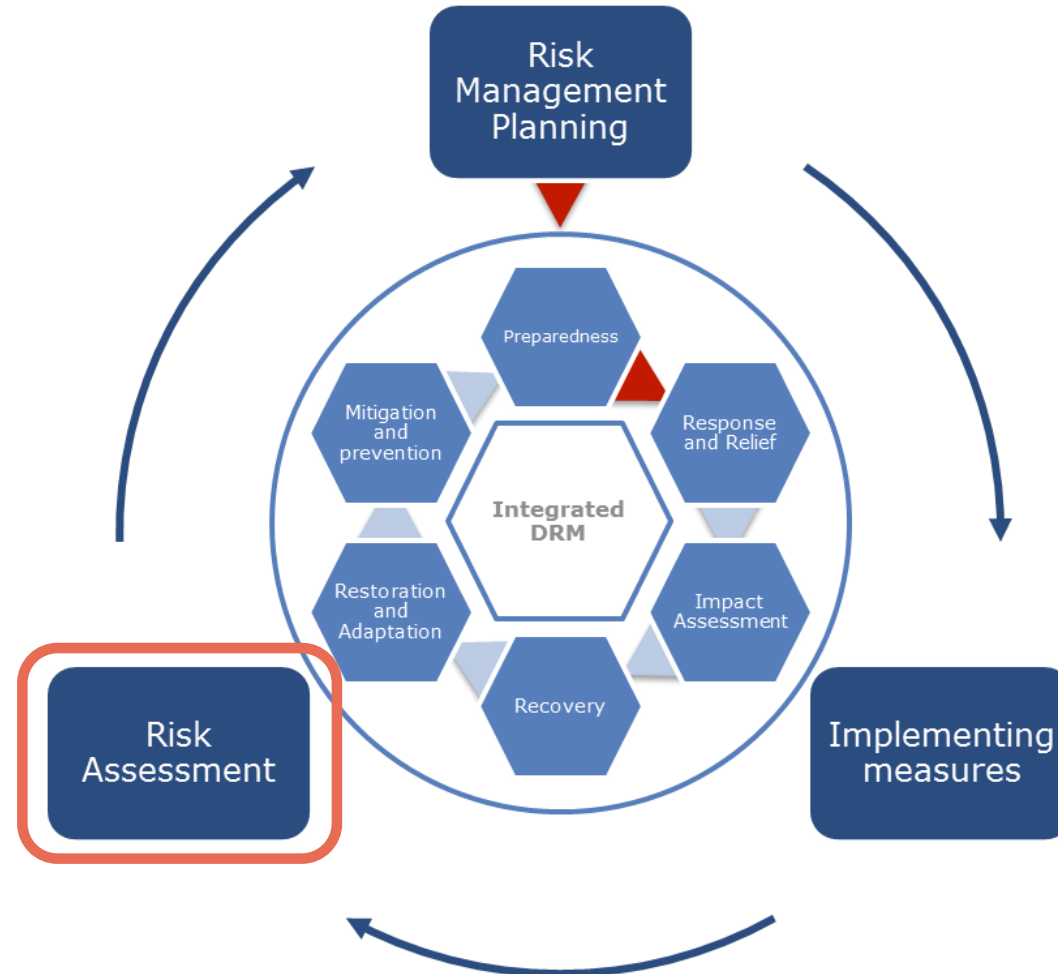 Risk
Management
Planning
Preparedness
Mitigation
and
prevention
Response
and Relief
Integrated
DRM
Restoration
and
Adaptation
Impact
Assessment
Recovery
Risk
Assessment
Implementing
measures